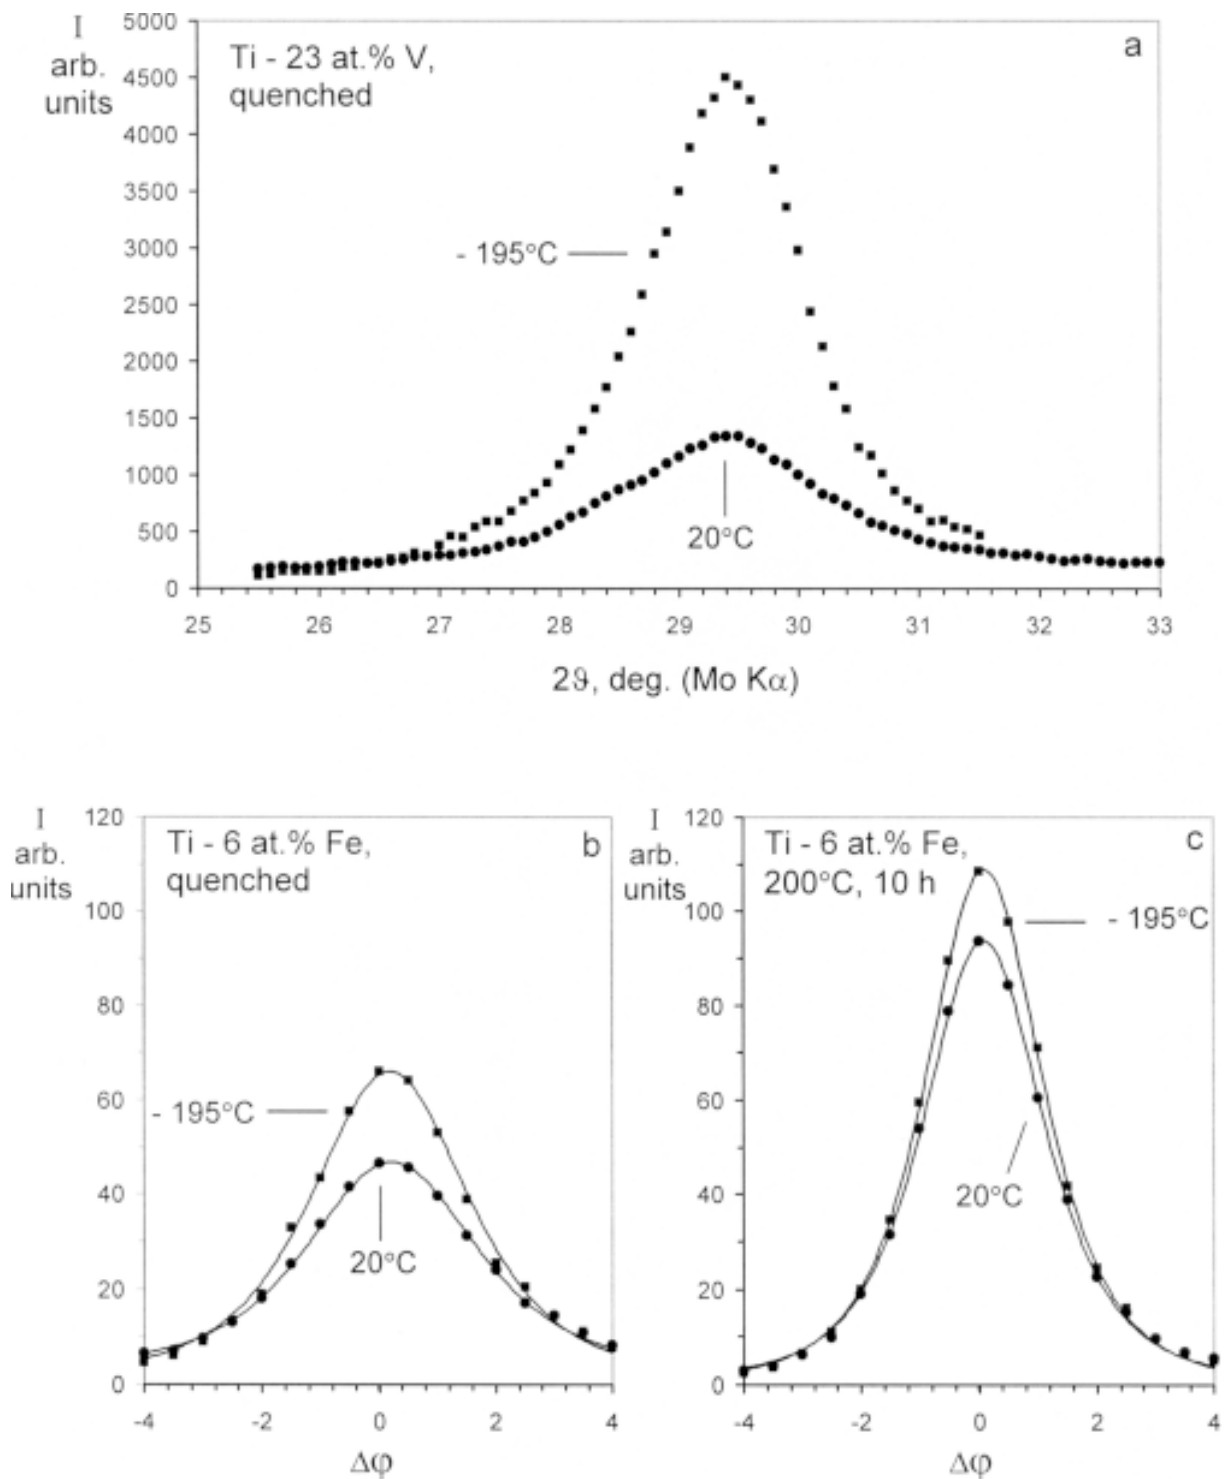 I
arb.
units
5000
4500
4000
3500
3000
2500
2000
1500
1000
500
0
Ti - 23 at.% V,
quenched
a
- 195°C
20°C
25 26 27 28 29 30 31 32 33
2ϑ, deg. (Mo Kα)
I
arb.
units
120
100
80
60
40
20
0
Ti - 6 at.% Fe,
quenched
b
- 195°C
20°C
-4 -2 0 2 4
Δφ
I
arb.
units
120
100
80
60
40
20
0
Ti - 6 at.% Fe,
200°C, 10 h
c
- 195°C
20°C
-4 -2 0 2 4
Δφ